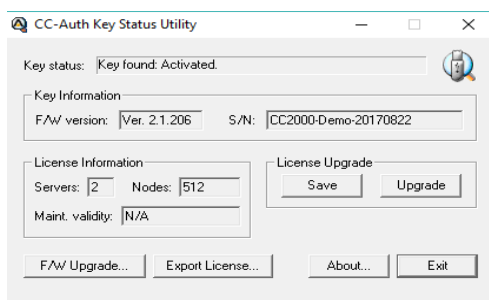 CC-Auth Key Status Utility
Key status: Key found: Activated.
Key Information
F/W version: Ver. 2.1.206 S/N: CC2000-Demo-20170822
License Information
Servers: 2 Nodes: 512
Maint. validity: N/A
License Upgrade
Save Upgrade
F/W Upgrade... Export License... About... Exit